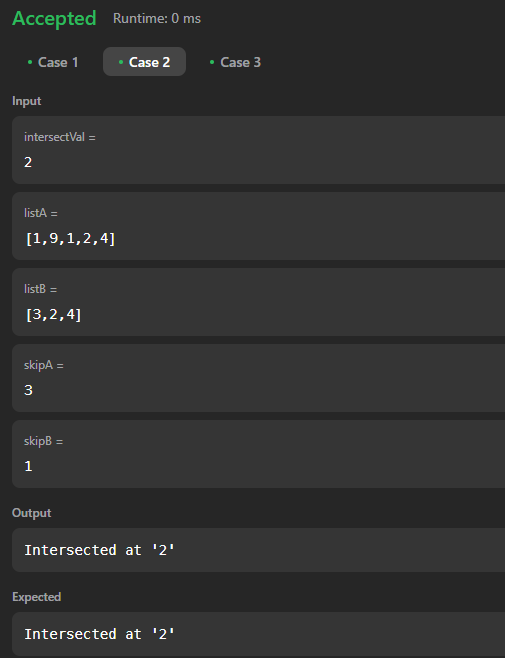 Accepted Runtime: 0 ms
• Case 1 • Case 2 • Case 3
Input
intersectVal =
2
listA =
[1,9,1,2,4]
listB =
[3,2,4]
skipA =
3
skipB =
1
Output
Intersected at '2'
Expected
Intersected at '2'